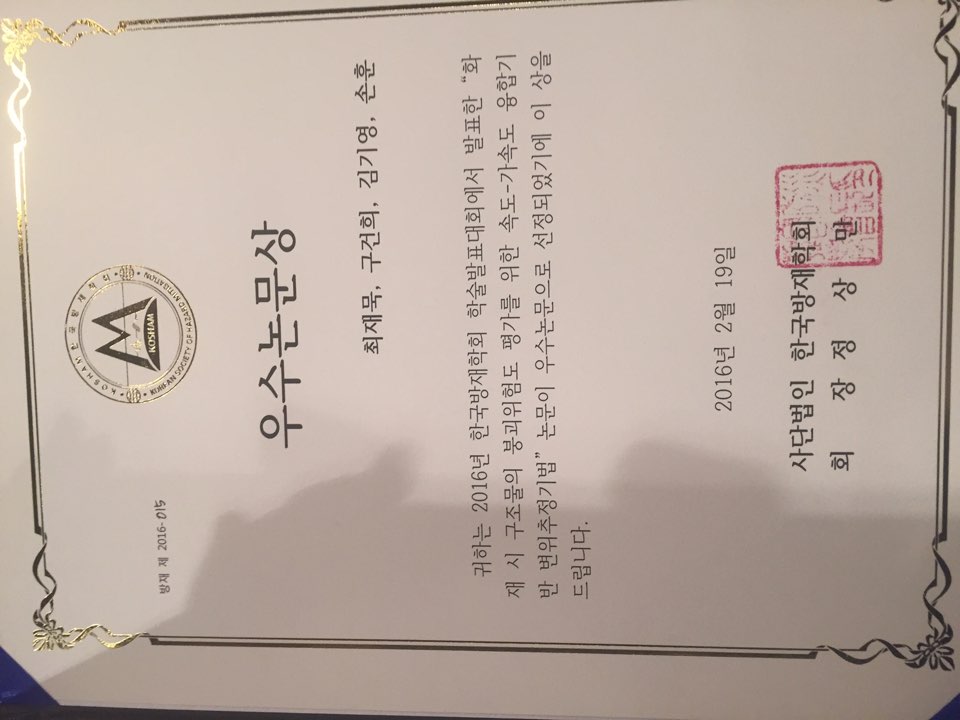 KOSHAM 한국방재학회
KOSHAM
KOREAN SOCIETY OF HAZARD MITIGATION
방재 제 2016-015
우수논문상
최재묵, 구건희, 김기영, 손훈
귀하는 2016년 한국방재학회 학술발표대회에서 발표한 “화
재 시 구조물의 붕괴위험도 평가를 위한 속도-가속도 융합기
반 변위추정기법” 논문이 우수논문으로 선정되었기에 이 상을
드립니다.
2016년 2월 19일
사단법인 한국방재학회
회 장 정 상 만